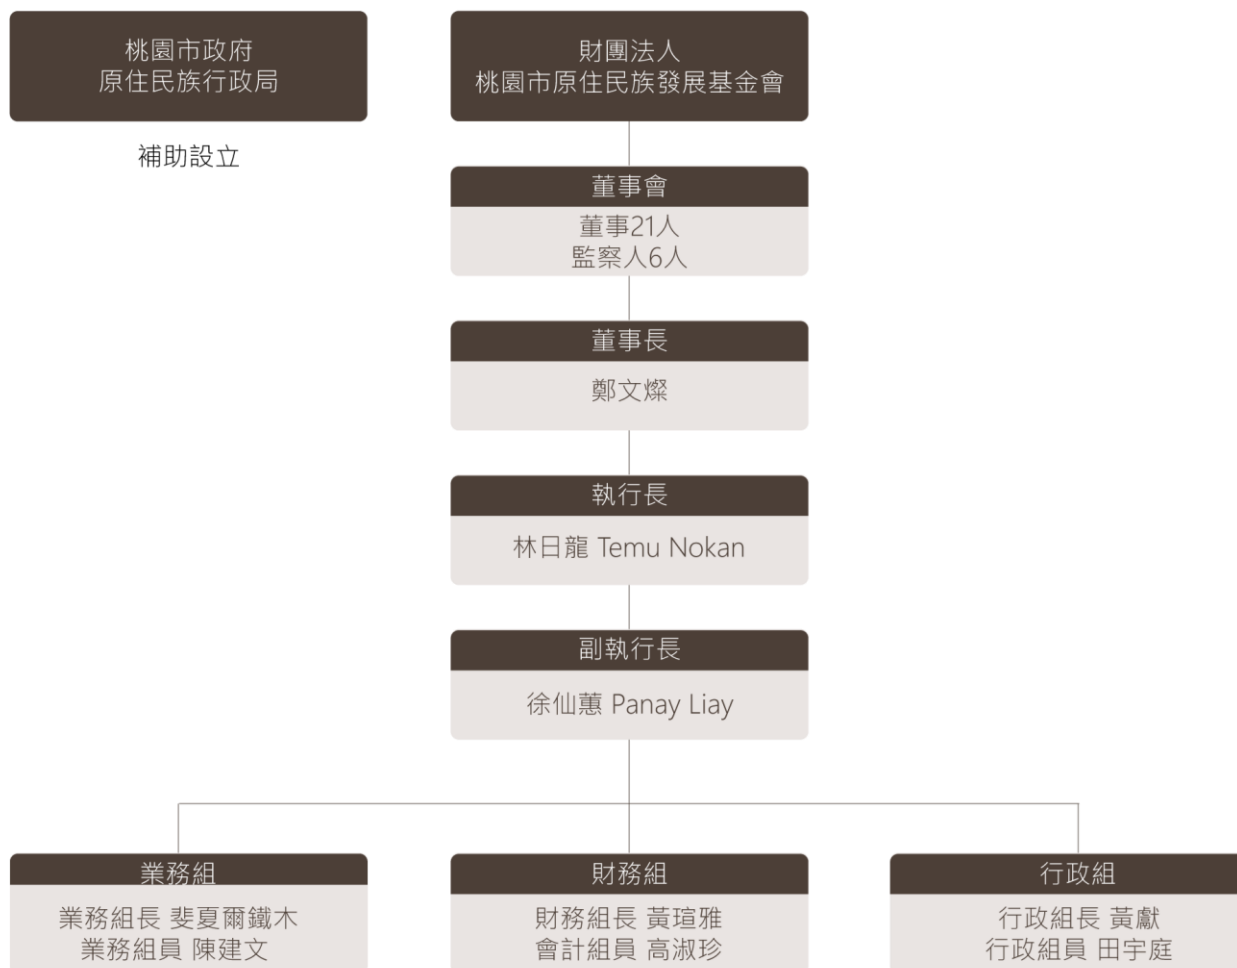 桃園市政府
原住民族行政局
補助設立
財團法人
桃園市原住民族發展基金會
董事會
董事21人
監察人6人
董事長
鄭文燦
執行長
林日龍 Temu Nokan
副執行長
徐仙蕙 Panay Liay
業務組
業務組長 斐夏爾鐵木
業務組員 陳建文
財務組
財務組長 黃瑄雅
會計組員 高淑珍
行政組
行政組長 黃獻
行政組員 田宇庭